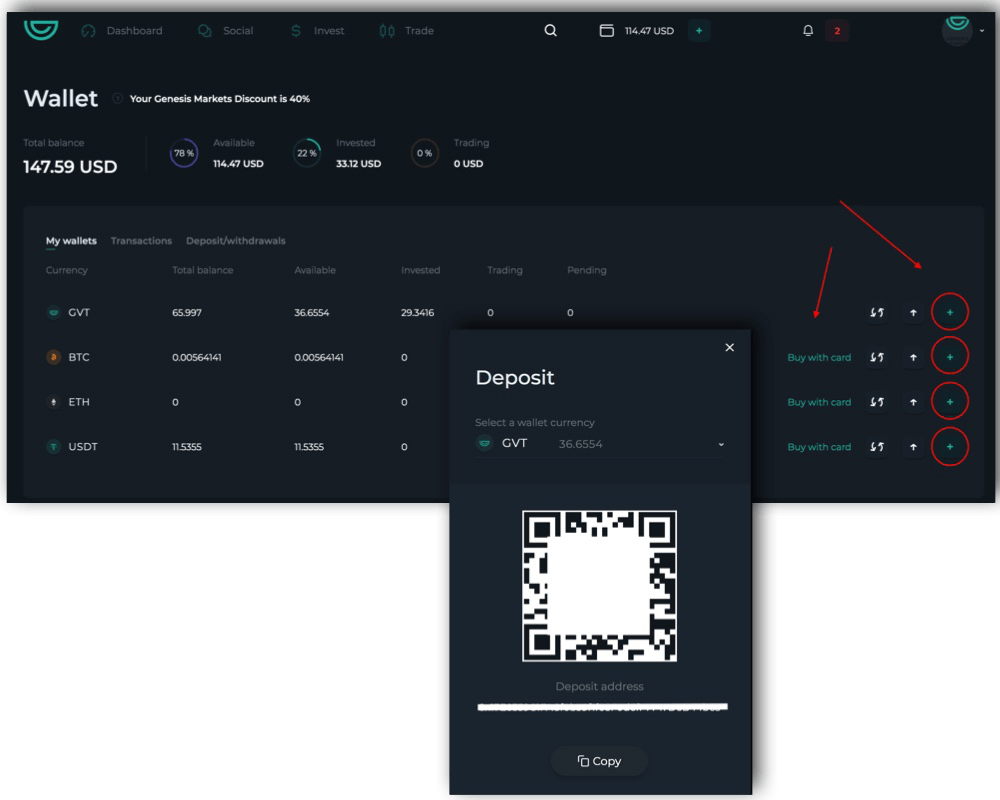 Dashboard Social Invest Trade 114.47 USD + 2
Wallet Your Genesis Markets Discount is 40%
Total balance
147.59 USD
78 % Available 114.47 USD
22 % Invested 33.12 USD
0 % Trading 0 USD
My wallets Transactions Deposit/withdrawals
Currency Total balance Available Invested Trading Pending
GVT 65.997 36.6554 29.3416 0 0 +
BTC 0.00564141 0.00564141 0 Buy with card +
ETH 0 0 0 Buy with card +
USDT 11.5355 11.5355 0 Buy with card +
Deposit
Select a wallet currency
GVT 36.6554
Deposit address
Copy